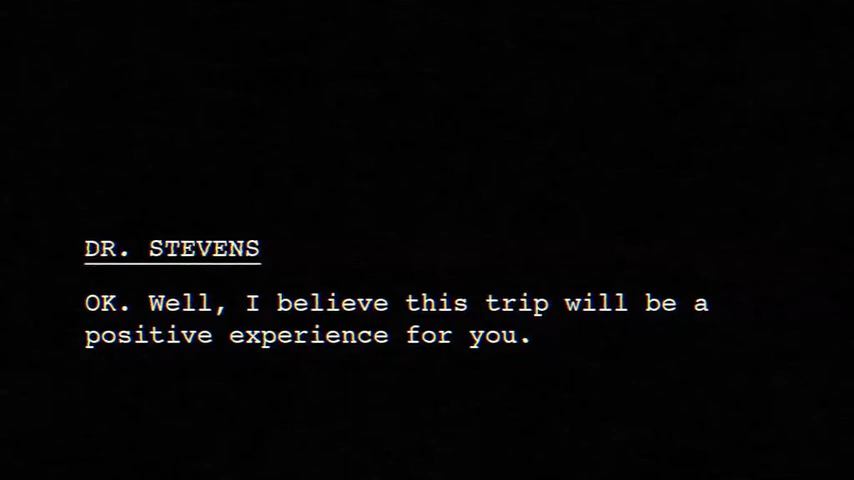 DR. STEVENS
OK. Well, I believe this trip will be a
positive experience for you.